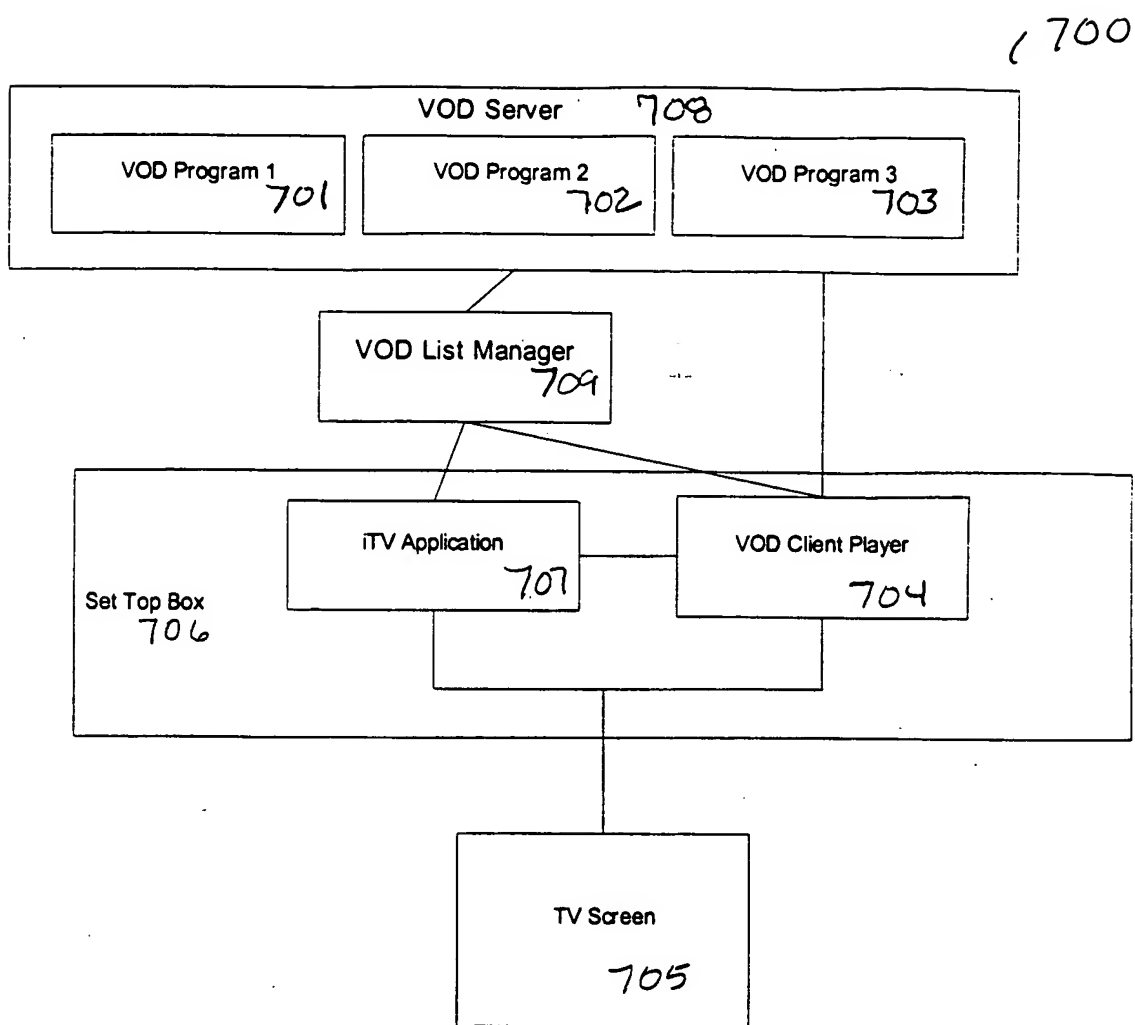 700
VOD Server 708
VOD Program 1
701
VOD Program 2
702
VOD Program 3
703
VOD List Manager
709
iTV Application
707
VOD Client Player
704
Set Top Box
706
TV Screen
705